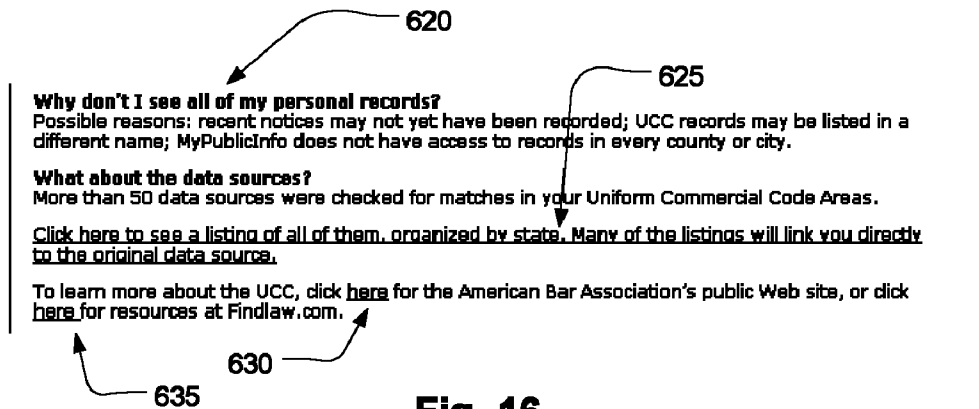 620
625
Why don't I see all of my personal records?
Possible reasons: recent notices may not yet have been recorded; UCC records may be listed in a
different name; MyPublicInfo does not have access to records in every county or city.
What about the data sources?
More than 50 data sources were checked for matches in your Uniform Commercial Code Areas.
Click here to see a listing of all of them, organized by state. Many of the listings will link you directly
to the original data source.
To learn more about the UCC, click here for the American Bar Association's public Web site, or click
here for resources at Findlaw.com.
630
635
Fig. 16